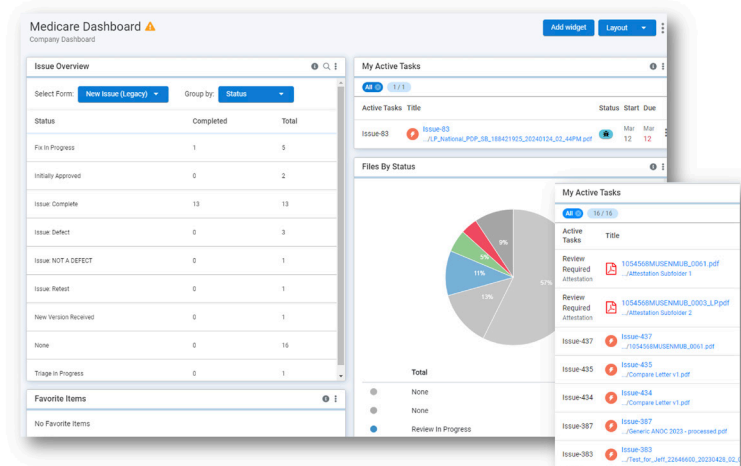 Medicare Dashboard
Company Dashboard
Add widget
Layout
Issue Overview
Select Form: New Issue (Legacy) Group by: Status
Status Completed Total
Fix In Progress 1 5
Initially Approved 0 2
Issue: Complete 13 13
Issue: Defect 0 3
Issue: NOT A DEFECT 0 1
Issue: Retest 0 1
New Version Received 0 1
None 0 16
Triage In Progress 0 1
Favorite Items
No Favorite Items
My Active Tasks
All 1 / 1
Active Tasks Title Status Start Due
Issue-83 Issue-83 Mar 12 Mar 12
.../LP_National_PDP_SB_188421925_20240124_02_44PM.pdf
Files By Status
9%
5%
11%
13%
57%
Total
None
None
Review In Progress
My Active Tasks
All 16 / 16
Active Tasks Title
Review Required
Attestation
1054568MUSENMUB_0061.pdf
.../Attestation Subfolder 1
Review Required
Attestation
1054568MUSENMUB_0003_LP.pdf
.../Attestation Subfolder 2
Issue-437 Issue-437
.../1054568MUSENMUB_0061.pdf
Issue-435 Issue-435
.../Compare Letter v1.pdf
Issue-434 Issue-434
.../Compare Letter v1.pdf
Issue-387 Issue-387
.../Generic ANOC 2023 - processed.pdf
Issue-383 Issue-383
.../Test_for_Jeff_22646600_20230428_02_0